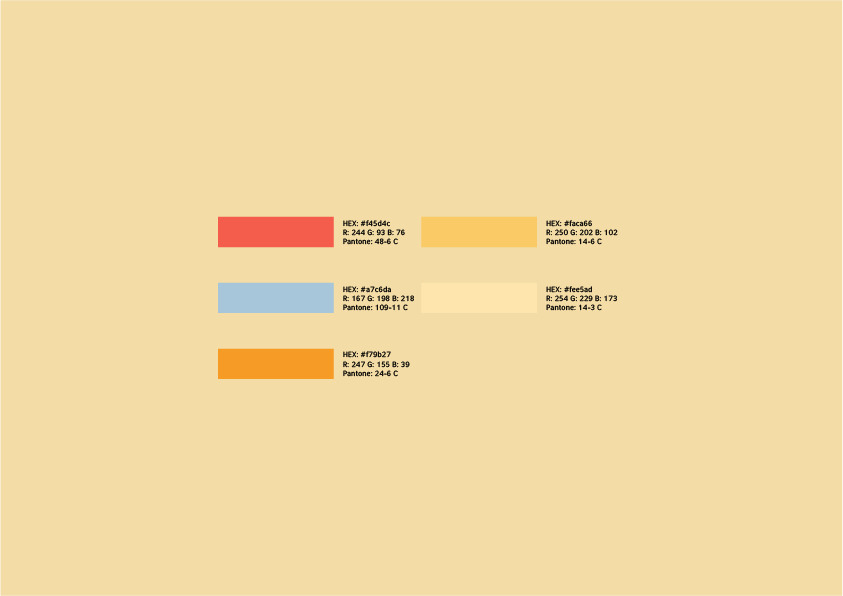 HEX: #f45d4c
R: 244 G: 93 B: 76
Pantone: 48-6 C
HEX: #faca66
R: 250 G: 202 B: 102
Pantone: 14-6 C
HEX: #a7c6da
R: 167 G: 198 B: 218
Pantone: 109-11 C
HEX: #fee5ad
R: 254 G: 229 B: 173
Pantone: 14-3 C
HEX: #f79b27
R: 247 G: 155 B: 39
Pantone: 24-6 C